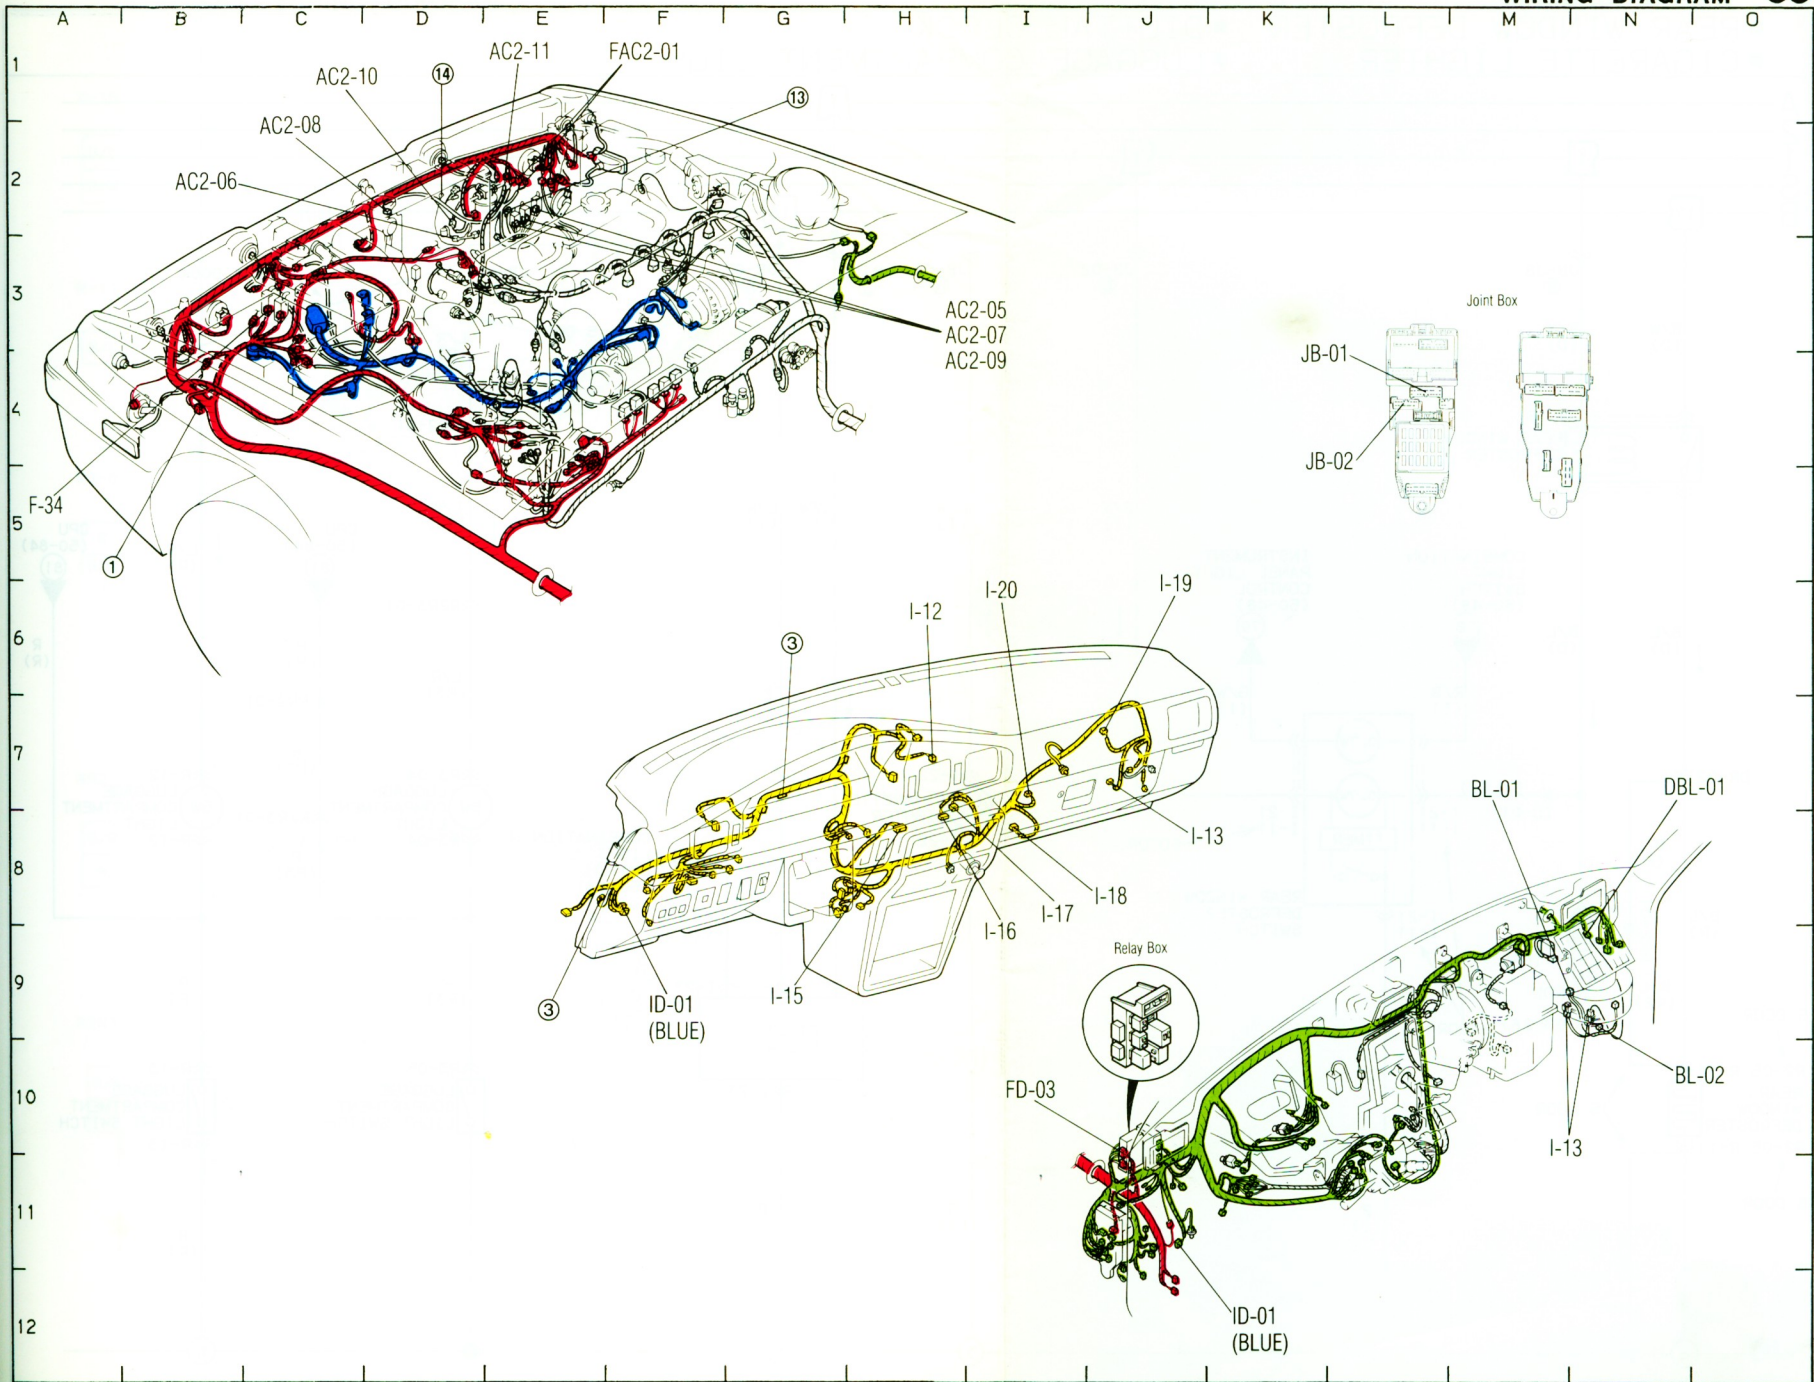 WIRING DIAGRAM
A B C D E F G H I J K L M N O
1
AC2-11
FAC2-01
AC2-10
14
13
AC2-08
2
AC2-06
3
AC2-05
AC2-07
AC2-09
Joint Box
JB-01
4
JB-02
F-34
5
1
I-19
I-20
I-12
6
3
7
BL-01
DBL-01
I-13
8
I-18
I-17
I-16
Relay Box
9
I-15
ID-01
(BLUE)
3
BL-02
FD-03
10
I-13
11
ID-01
(BLUE)
12